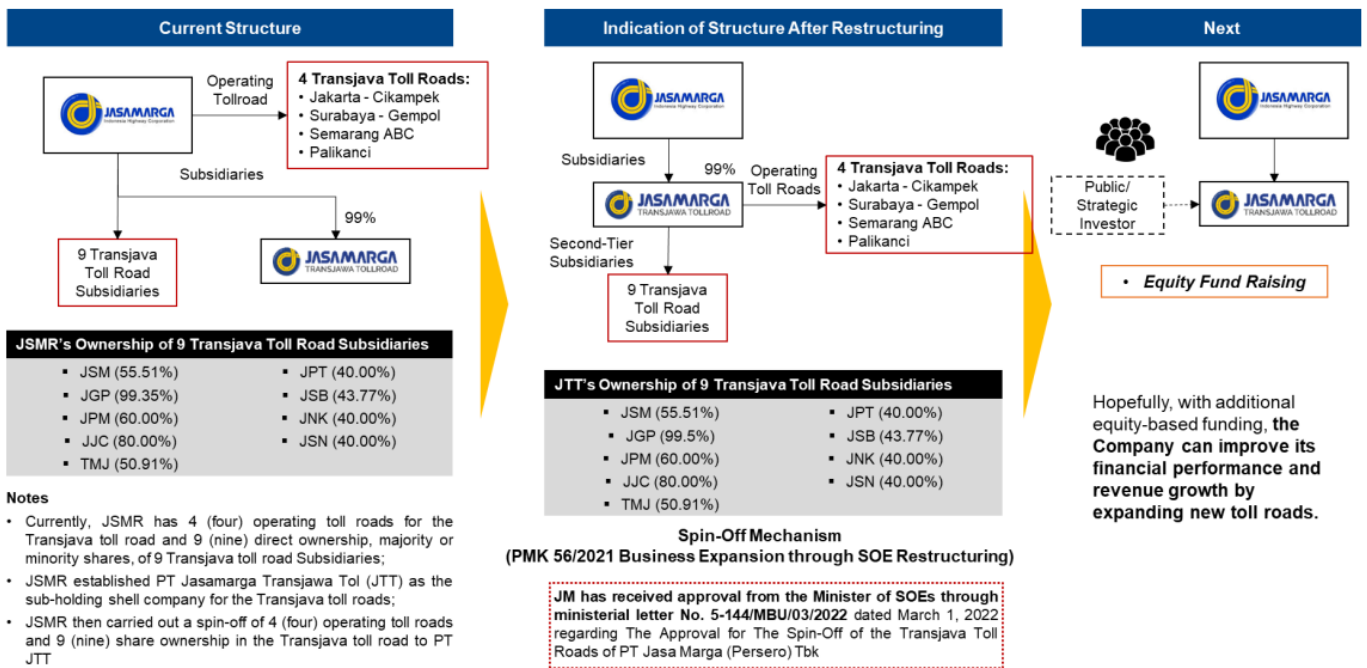 Current Structure
JASAMARGA
Indonesia Highway Corporation
Operating
Tollroad
4 Transjava Toll Roads:
• Jakarta - Cikampek
• Surabaya - Gempol
• Semarang ABC
• Palikanci
Subsidiaries
99%
9 Transjava
Toll Road
Subsidiaries
JASAMARGA
TRANSJAWA TOLLROAD
JSMR's Ownership of 9 Transjava Toll Road Subsidiaries
▪ JSM (55.51%)
▪ JGP (99.35%)
▪ JPM (60.00%)
▪ JJC (80.00%)
▪ TMJ (50.91%)
▪ JPT (40.00%)
▪ JSB (43.77%)
▪ JNK (40.00%)
▪ JSN (40.00%)
Notes
• Currently, JSMR has 4 (four) operating toll roads for the
Transjava toll road and 9 (nine) direct ownership, majority or
minority shares, of 9 Transjava toll road Subsidiaries;
• JSMR established PT Jasamarga Transjawa Tol (JTT) as the
sub-holding shell company for the Transjava toll roads;
• JSMR then carried out a spin-off of 4 (four) operating toll roads
and 9 (nine) share ownership in the Transjava toll road to PT
JTT
Indication of Structure After Restructuring
JASAMARGA
Indonesia Highway Corporation
Subsidiaries
99%
JASAMARGA
TRANSJAWA TOLLROAD
Operating
Toll Roads
4 Transjava Toll Roads:
• Jakarta - Cikampek
• Surabaya - Gempol
• Semarang ABC
• Palikanci
Second-Tier
Subsidiaries
9 Transjava
Toll Road
Subsidiaries
JTT's Ownership of 9 Transjava Toll Road Subsidiaries
▪ JSM (55.51%)
▪ JGP (99.5%)
▪ JPM (60.00%)
▪ JJC (80.00%)
▪ TMJ (50.91%)
▪ JPT (40.00%)
▪ JSB (43.77%)
▪ JNK (40.00%)
▪ JSN (40.00%)
Spin-Off Mechanism
(PMK 56/2021 Business Expansion through SOE Restructuring)
JM has received approval from the Minister of SOEs through
ministerial letter No. 5-144/MBU/03/2022 dated March 1, 2022
regarding The Approval for The Spin-Off of the Transjava Toll
Roads of PT Jasa Marga (Persero) Tbk
Next
JASAMARGA
Indonesia Highway Corporation
Public/
Strategic
Investor
JASAMARGA
TRANSJAWA TOLLROAD
• Equity Fund Raising
Hopefully, with additional
equity-based funding, the
Company can improve its
financial performance and
revenue growth by
expanding new toll roads.